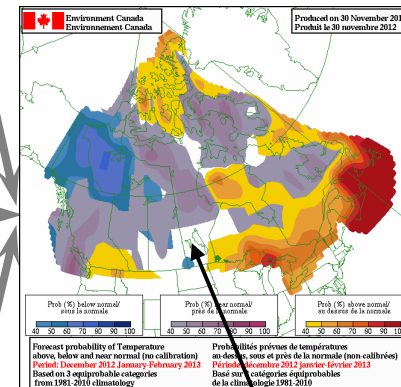 Environment Canada
Environnement Canada
Produced on 30 November 201
Produit le 30 novembre 2012
Prob (%) below normal/
sous la normale
40 50 60 70 80 90 100
Prob (%) near normal/
près de la normale
40 50 60 70 80 90 100
Prob (%) above normal/
au dessus de la normale
40 50 60 70 80 90 10
Forecast probability of Temperature
above, below and near normal (no calibration)
Period: December 2012 January-February 2013
Based on 3 equiprobable categories
from 1981-2010 climatology
Probabilités prévues de températures
au dessus, sous et près de la normale (non-calibrées)
Période: décembre 2012 janvier-février 2013
Basé sur 3 catégories équiprobables
de la climatologie 1981-2010